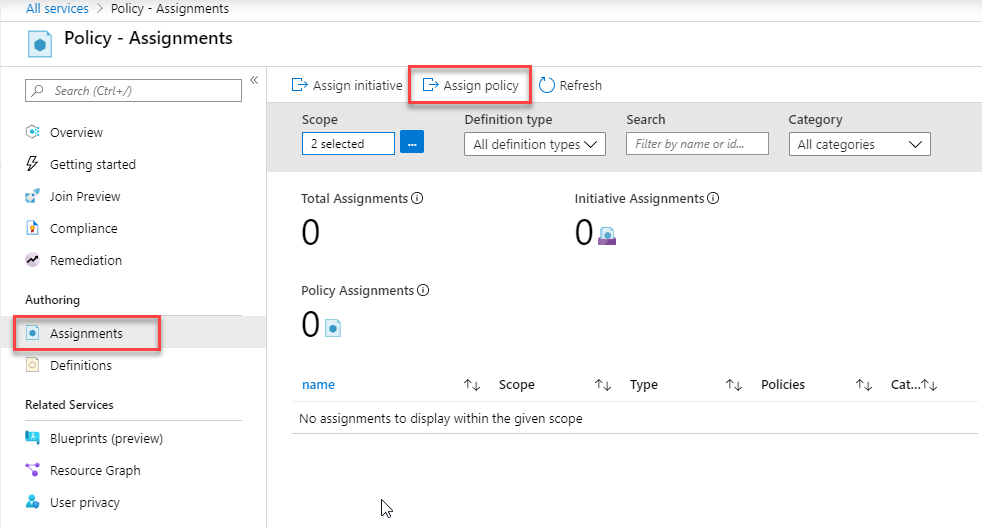 All services > Policy - Assignments
Policy - Assignments
Search (Ctrl+/)
«
Overview
Getting started
Join Preview
Compliance
Remediation
Authoring
Assignments
Definitions
Related Services
Blueprints (preview)
Resource Graph
User privacy
Assign initiative Assign policy Refresh
Scope Definition type Search Category
2 selected ... All definition types Filter by name or id... All categories
Total Assignments Initiative Assignments
0 0
Policy Assignments
0
name Scope Type Policies Cat...
No assignments to display within the given scope